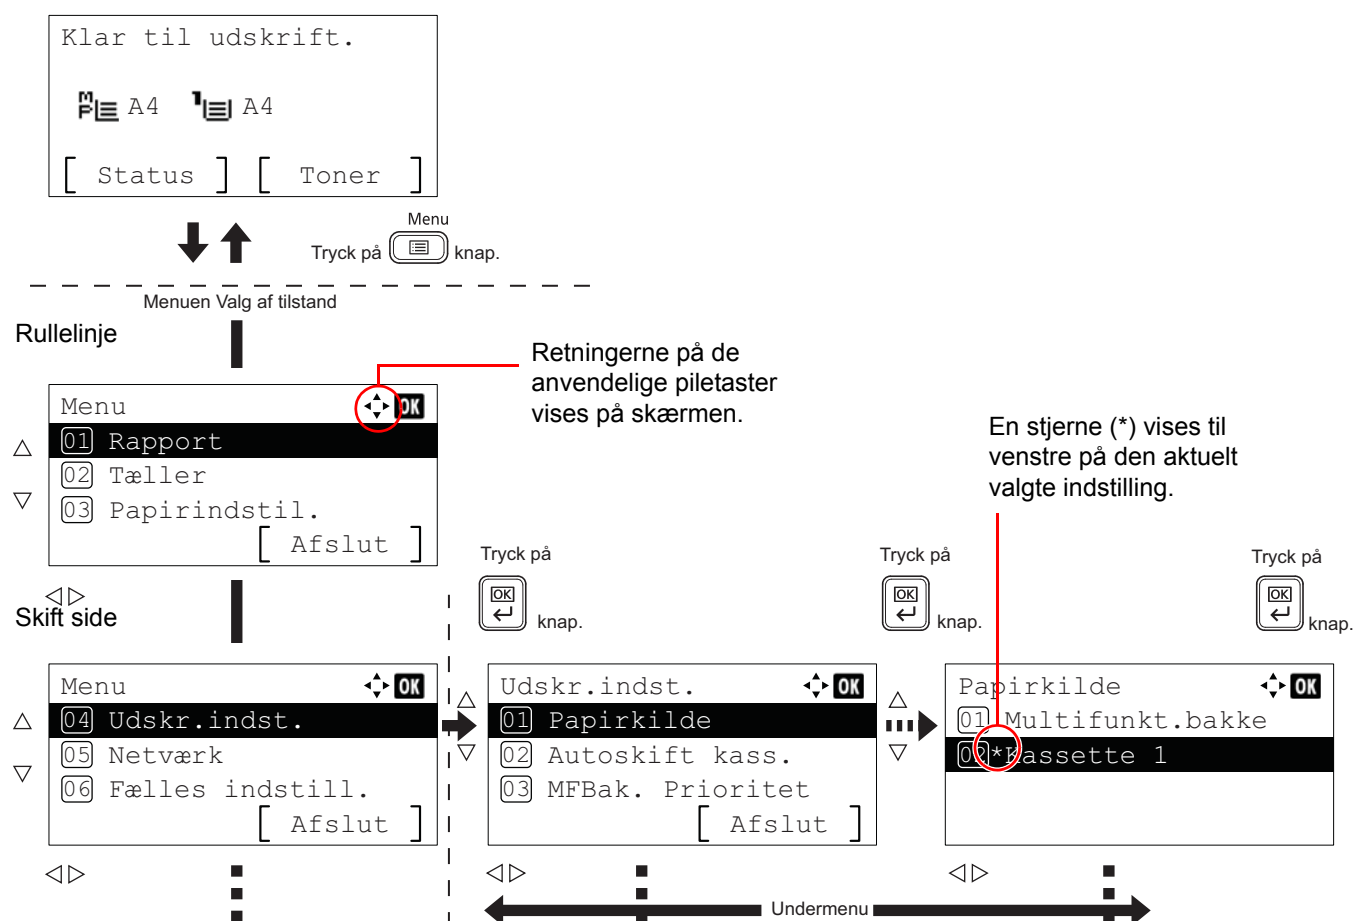 Klar til udskrift.
MP A4 1 A4
[ Status ] [ Toner ]
Menu
Tryck på knap.
Menuen Valg af tilstand
Rullelinje
Retningerne på de
anvendelige piletaster
vises på skærmen.
Menu OK
01 Rapport
02 Tæller
03 Papirindstil.
[ Afslut ]
En stjerne (*) vises til
venstre på den aktuelt
valgte indstilling.
Skift side
Tryck på
OK
knap.
Tryck på
OK
knap.
Tryck på
OK
knap.
Menu OK
04 Udskr.indst.
05 Netværk
06 Fælles indstill.
[ Afslut ]
Udskr.indst. OK
01 Papirkilde
02 Autoskift kass.
03 MFBak. Prioritet
[ Afslut ]
Papirkilde OK
01 Multifunkt.bakke
02*Kassette 1
Undermenu